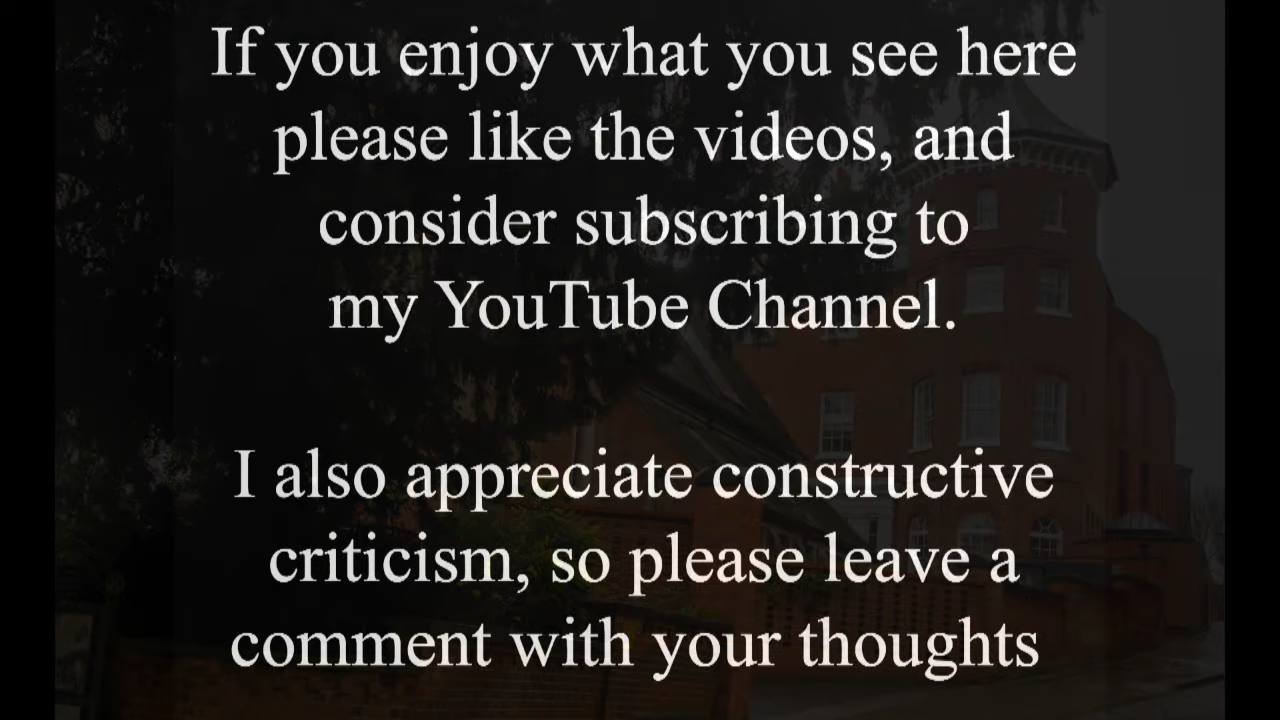 If you enjoy what you see here
please like the videos, and
consider subscribing to
my YouTube Channel.
I also appreciate constructive
criticism, so please leave a
comment with your thoughts